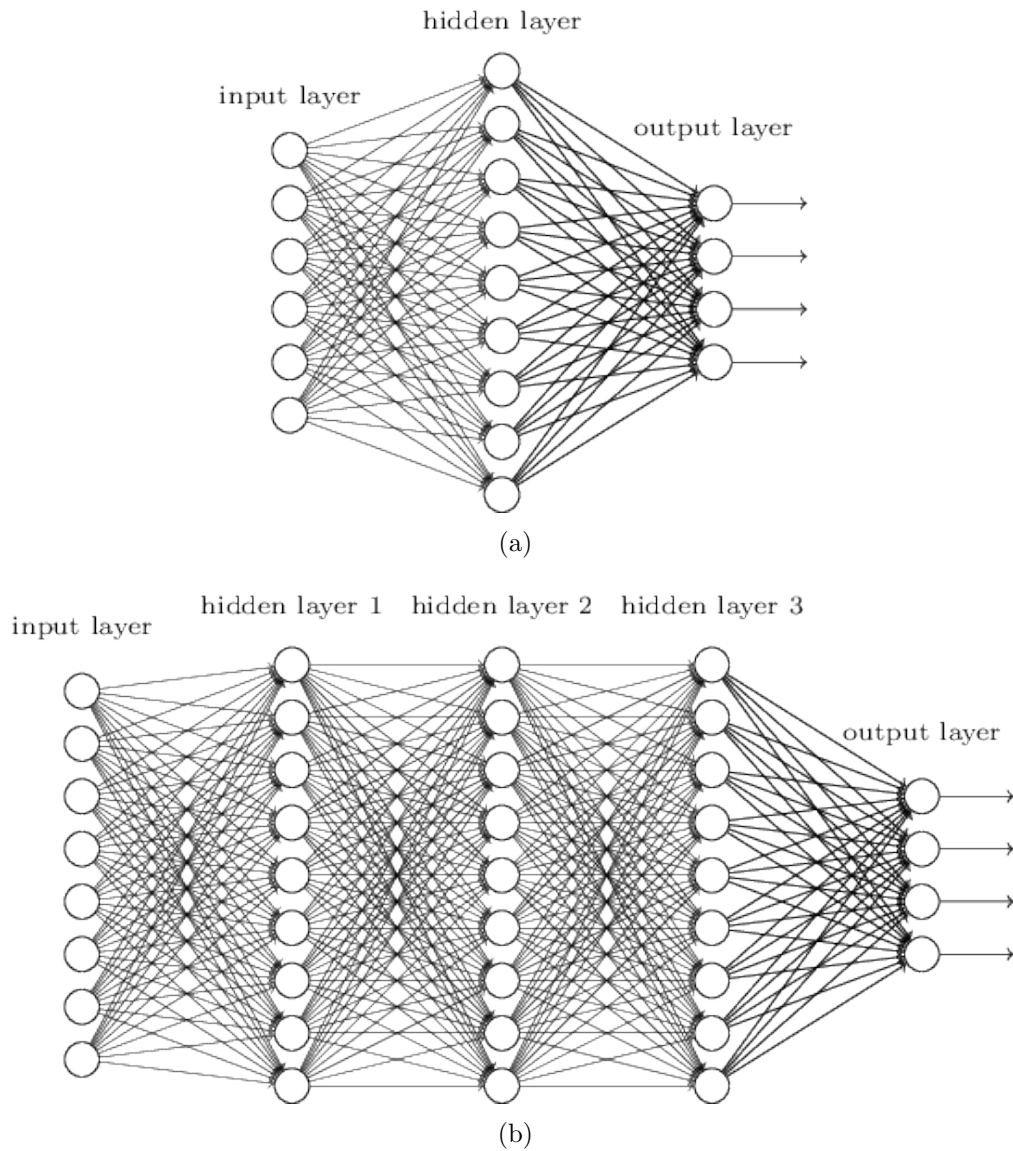 hidden layer
input layer
output layer
(a)
hidden layer 1 hidden layer 2 hidden layer 3
input layer
output layer
(b)